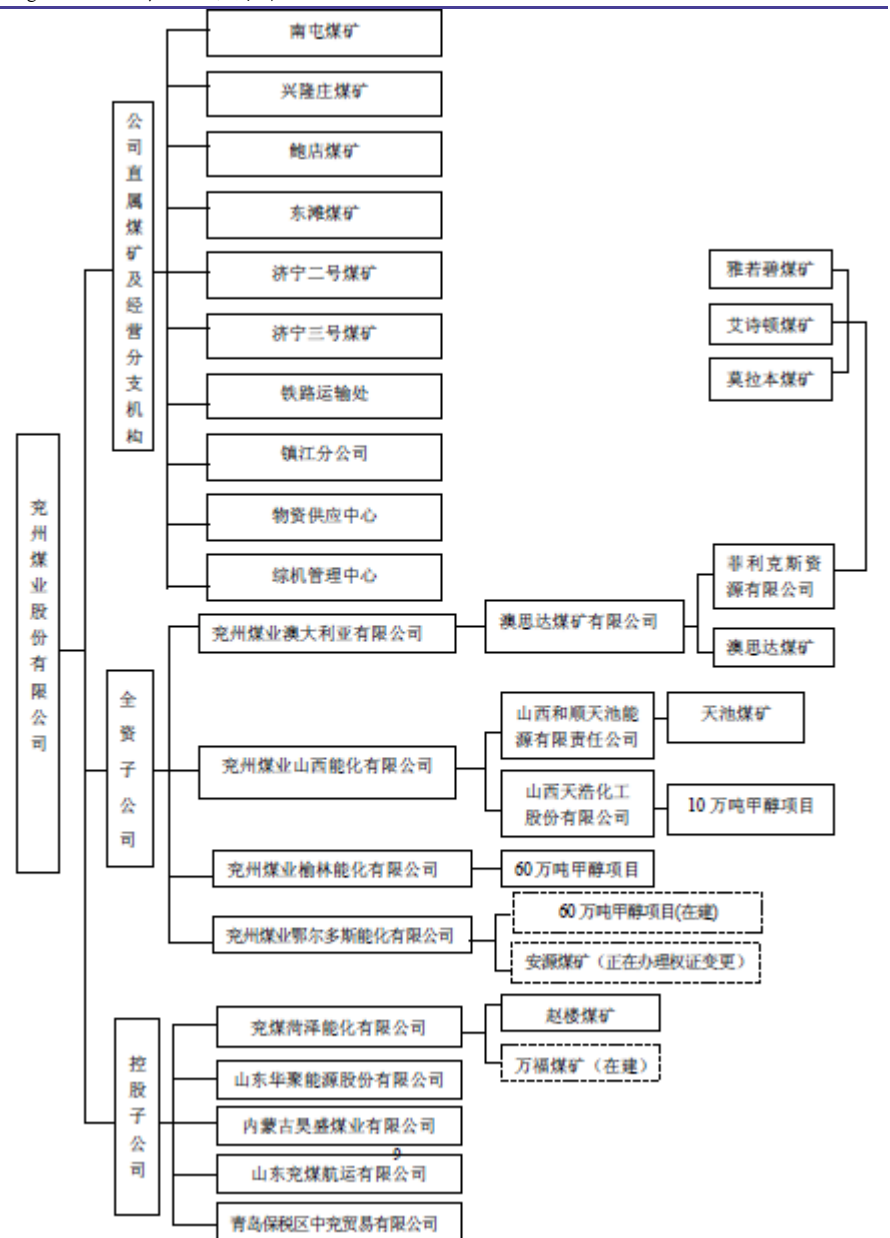 南屯煤矿
兴隆庄煤矿
鲍店煤矿
东滩煤矿
济宁二号煤矿
济宁三号煤矿
铁路运输处
镇江分公司
物资供应中心
综机管理中心
公司直属煤矿及经营分支机构
雅若碧煤矿
艾诗顿煤矿
莫拉本煤矿
兖州煤业股份有限公司
菲利克斯资
源有限公司
兖州煤业澳大利亚有限公司
澳思达煤矿有限公司
澳思达煤矿
全资子公司
山西和顺天池能
源有限责任公司
天池煤矿
兖州煤业山西能化有限公司
山西天浩化工
股份有限公司
10 万吨甲醇项目
兖州煤业榆林能化有限公司
60万吨甲醇项目
60 万吨甲醇项目(在建)
兖州煤业鄂尔多斯能化有限公司
安源煤矿（正在办理权证变更）
控股子公司
兖煤菏泽能化有限公司
赵楼煤矿
万福煤矿（在建）
山东华聚能源股份有限公司
内蒙古昊盛煤业有限公司
9
山东兖煤航运有限公司
青岛保税区中兖贸易有限公司